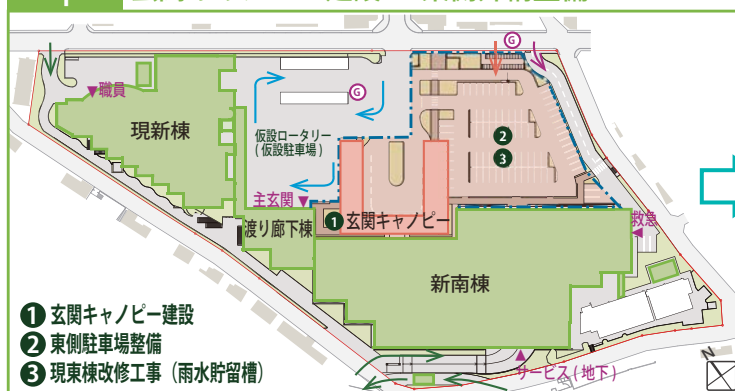 G
職員
現新棟
G
仮設ロータリー
(仮設駐車場)
2
3
主玄関
1 玄関キャノピー
渡り廊下棟
救急
新南棟
1 玄関キャノピー建設
2 東側駐車場整備
3 現東棟改修工事（雨水貯留槽）
サービス(地下)
N